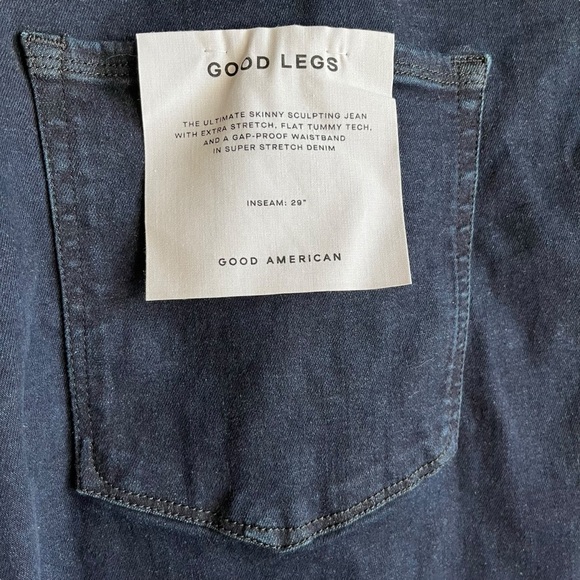 GOOD LEGS
THE ULTIMATE SKINNY SCULPTING JEAN
WITH EXTRA STRETCH, FLAT TUMMY TECH,
AND A GAP-PROOF WAISTBAND
IN SUPER STRETCH DENIM
INSEAM: 29"
GOOD AMERICAN